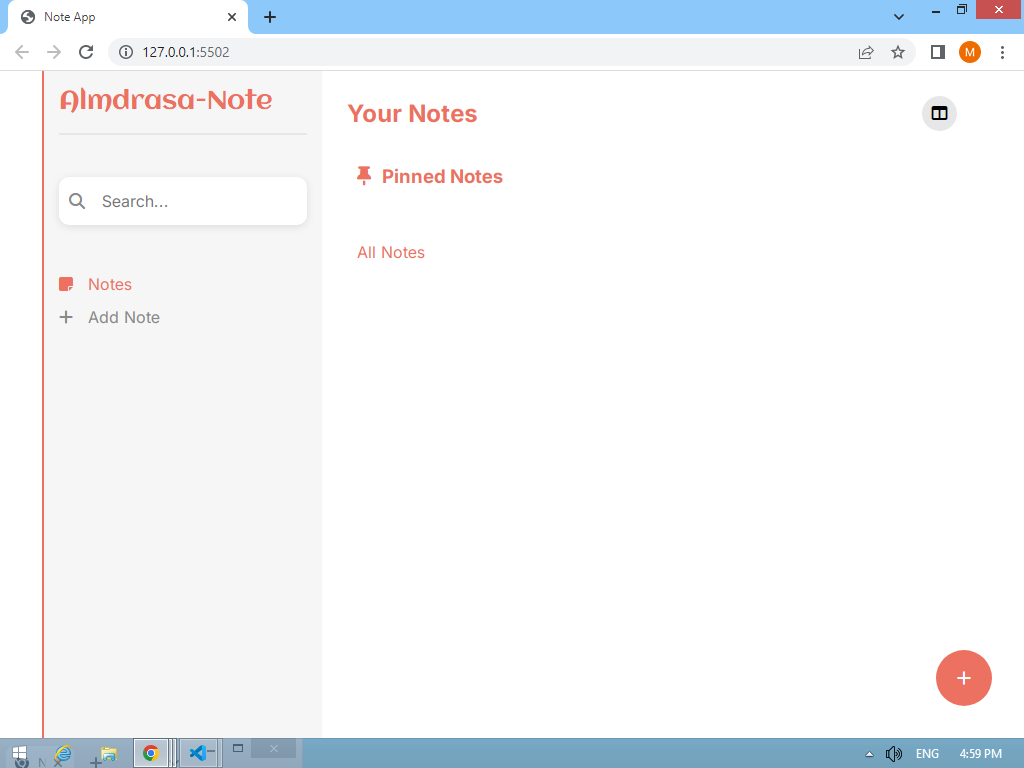 Note App
127.0.0.1:5502
M
Almdrasa-Note
Search...
Notes
Add Note
Your Notes
Pinned Notes
All Notes
ENG
4:59 PM